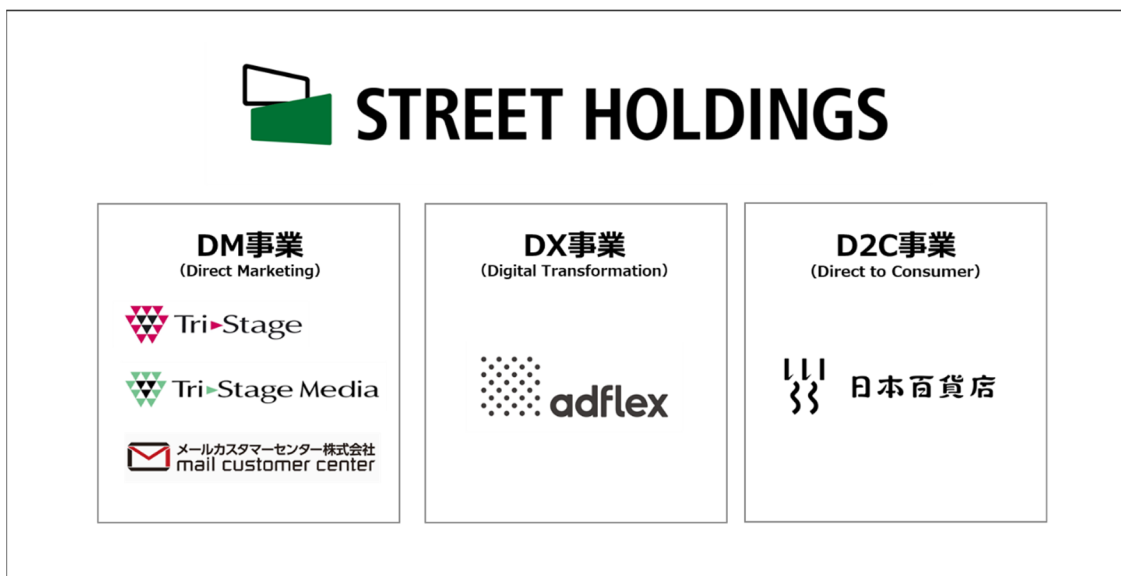 STREET HOLDINGS
DM事業
(Direct Marketing)
Tri-Stage
Tri-Stage Media
メールカスタマーセンター株式会社
mail customer center
DX事業
(Digital Transformation)
adflex
D2C事業
(Direct to Consumer)
日本百貨店